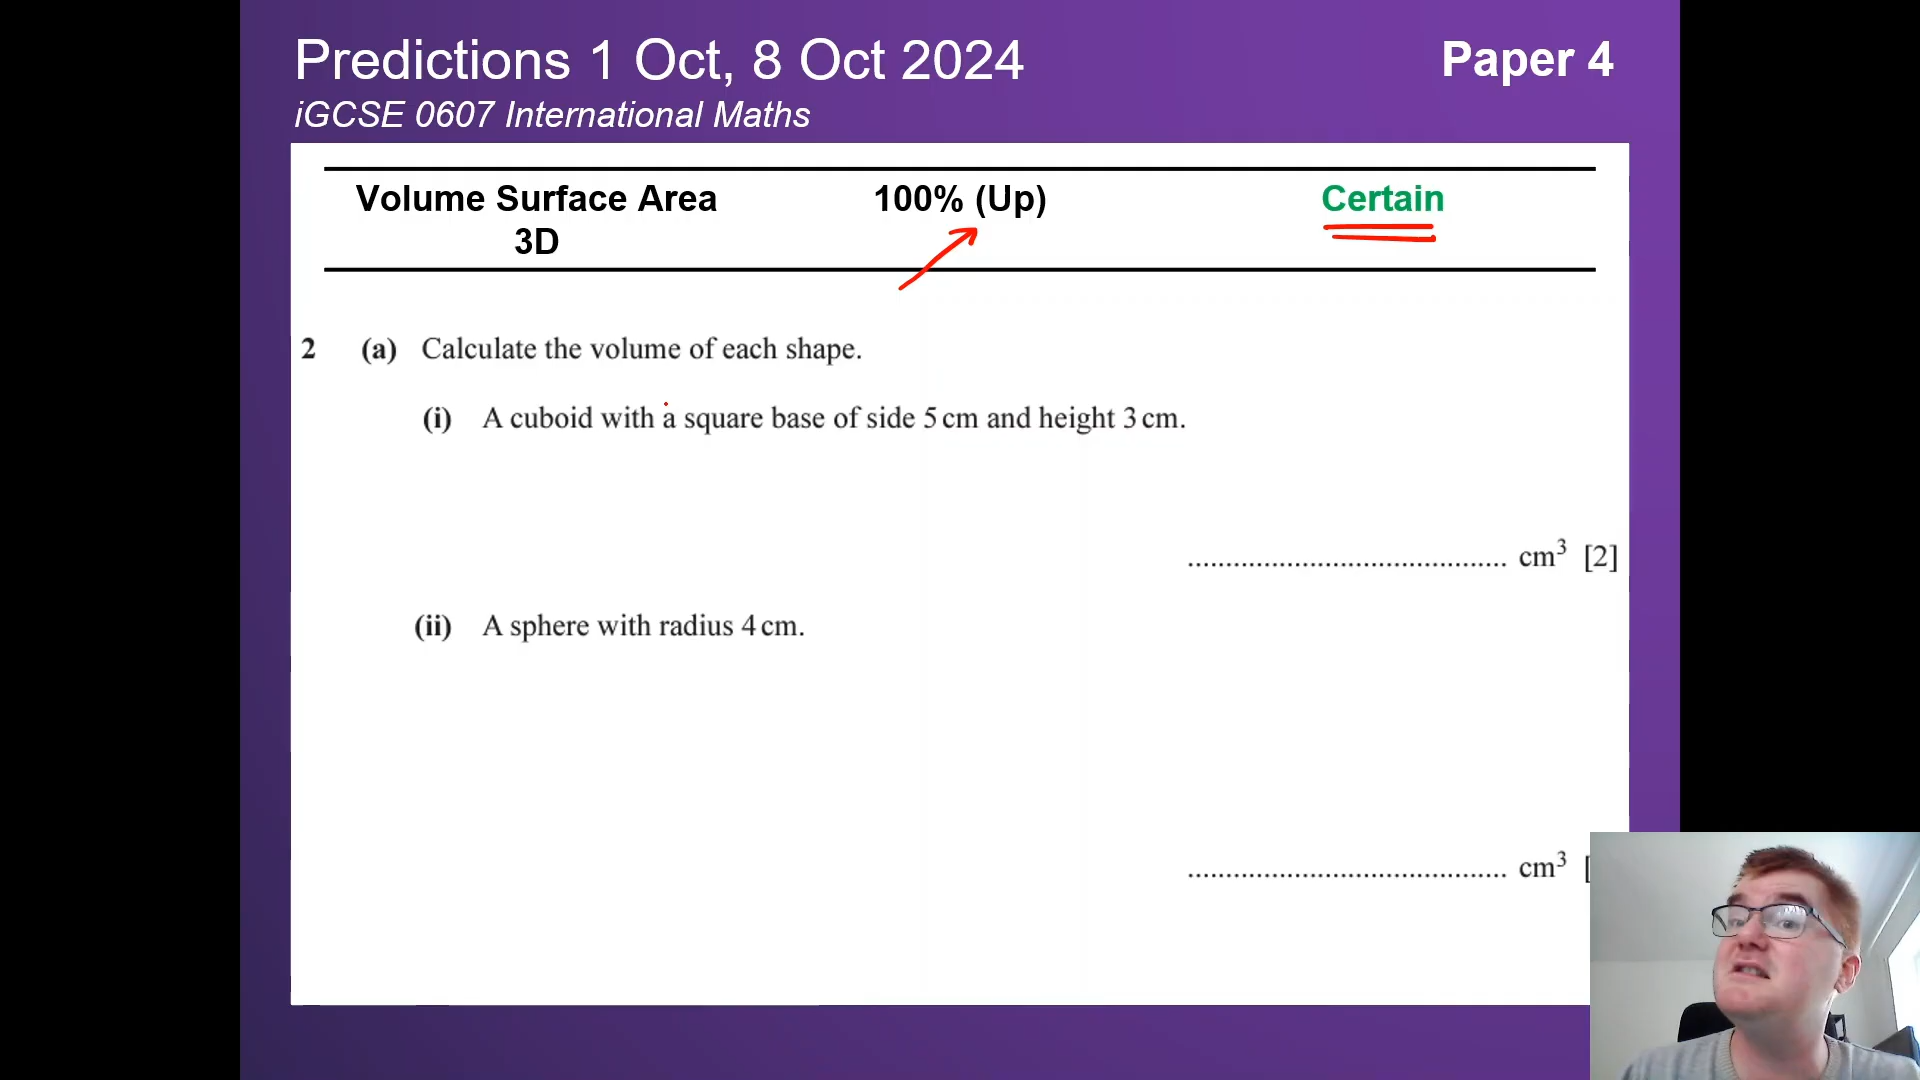 Predictions 1 Oct, 8 Oct 2024
Paper 4
iGCSE 0607 International Maths
Volume Surface Area 100% (Up) Certain
3D
2 (a) Calculate the volume of each shape.
(i) A cuboid with a square base of side 5 cm and height 3 cm.
.......................................... cm³ [2]
(ii) A sphere with radius 4 cm.
.......................................... cm³ [